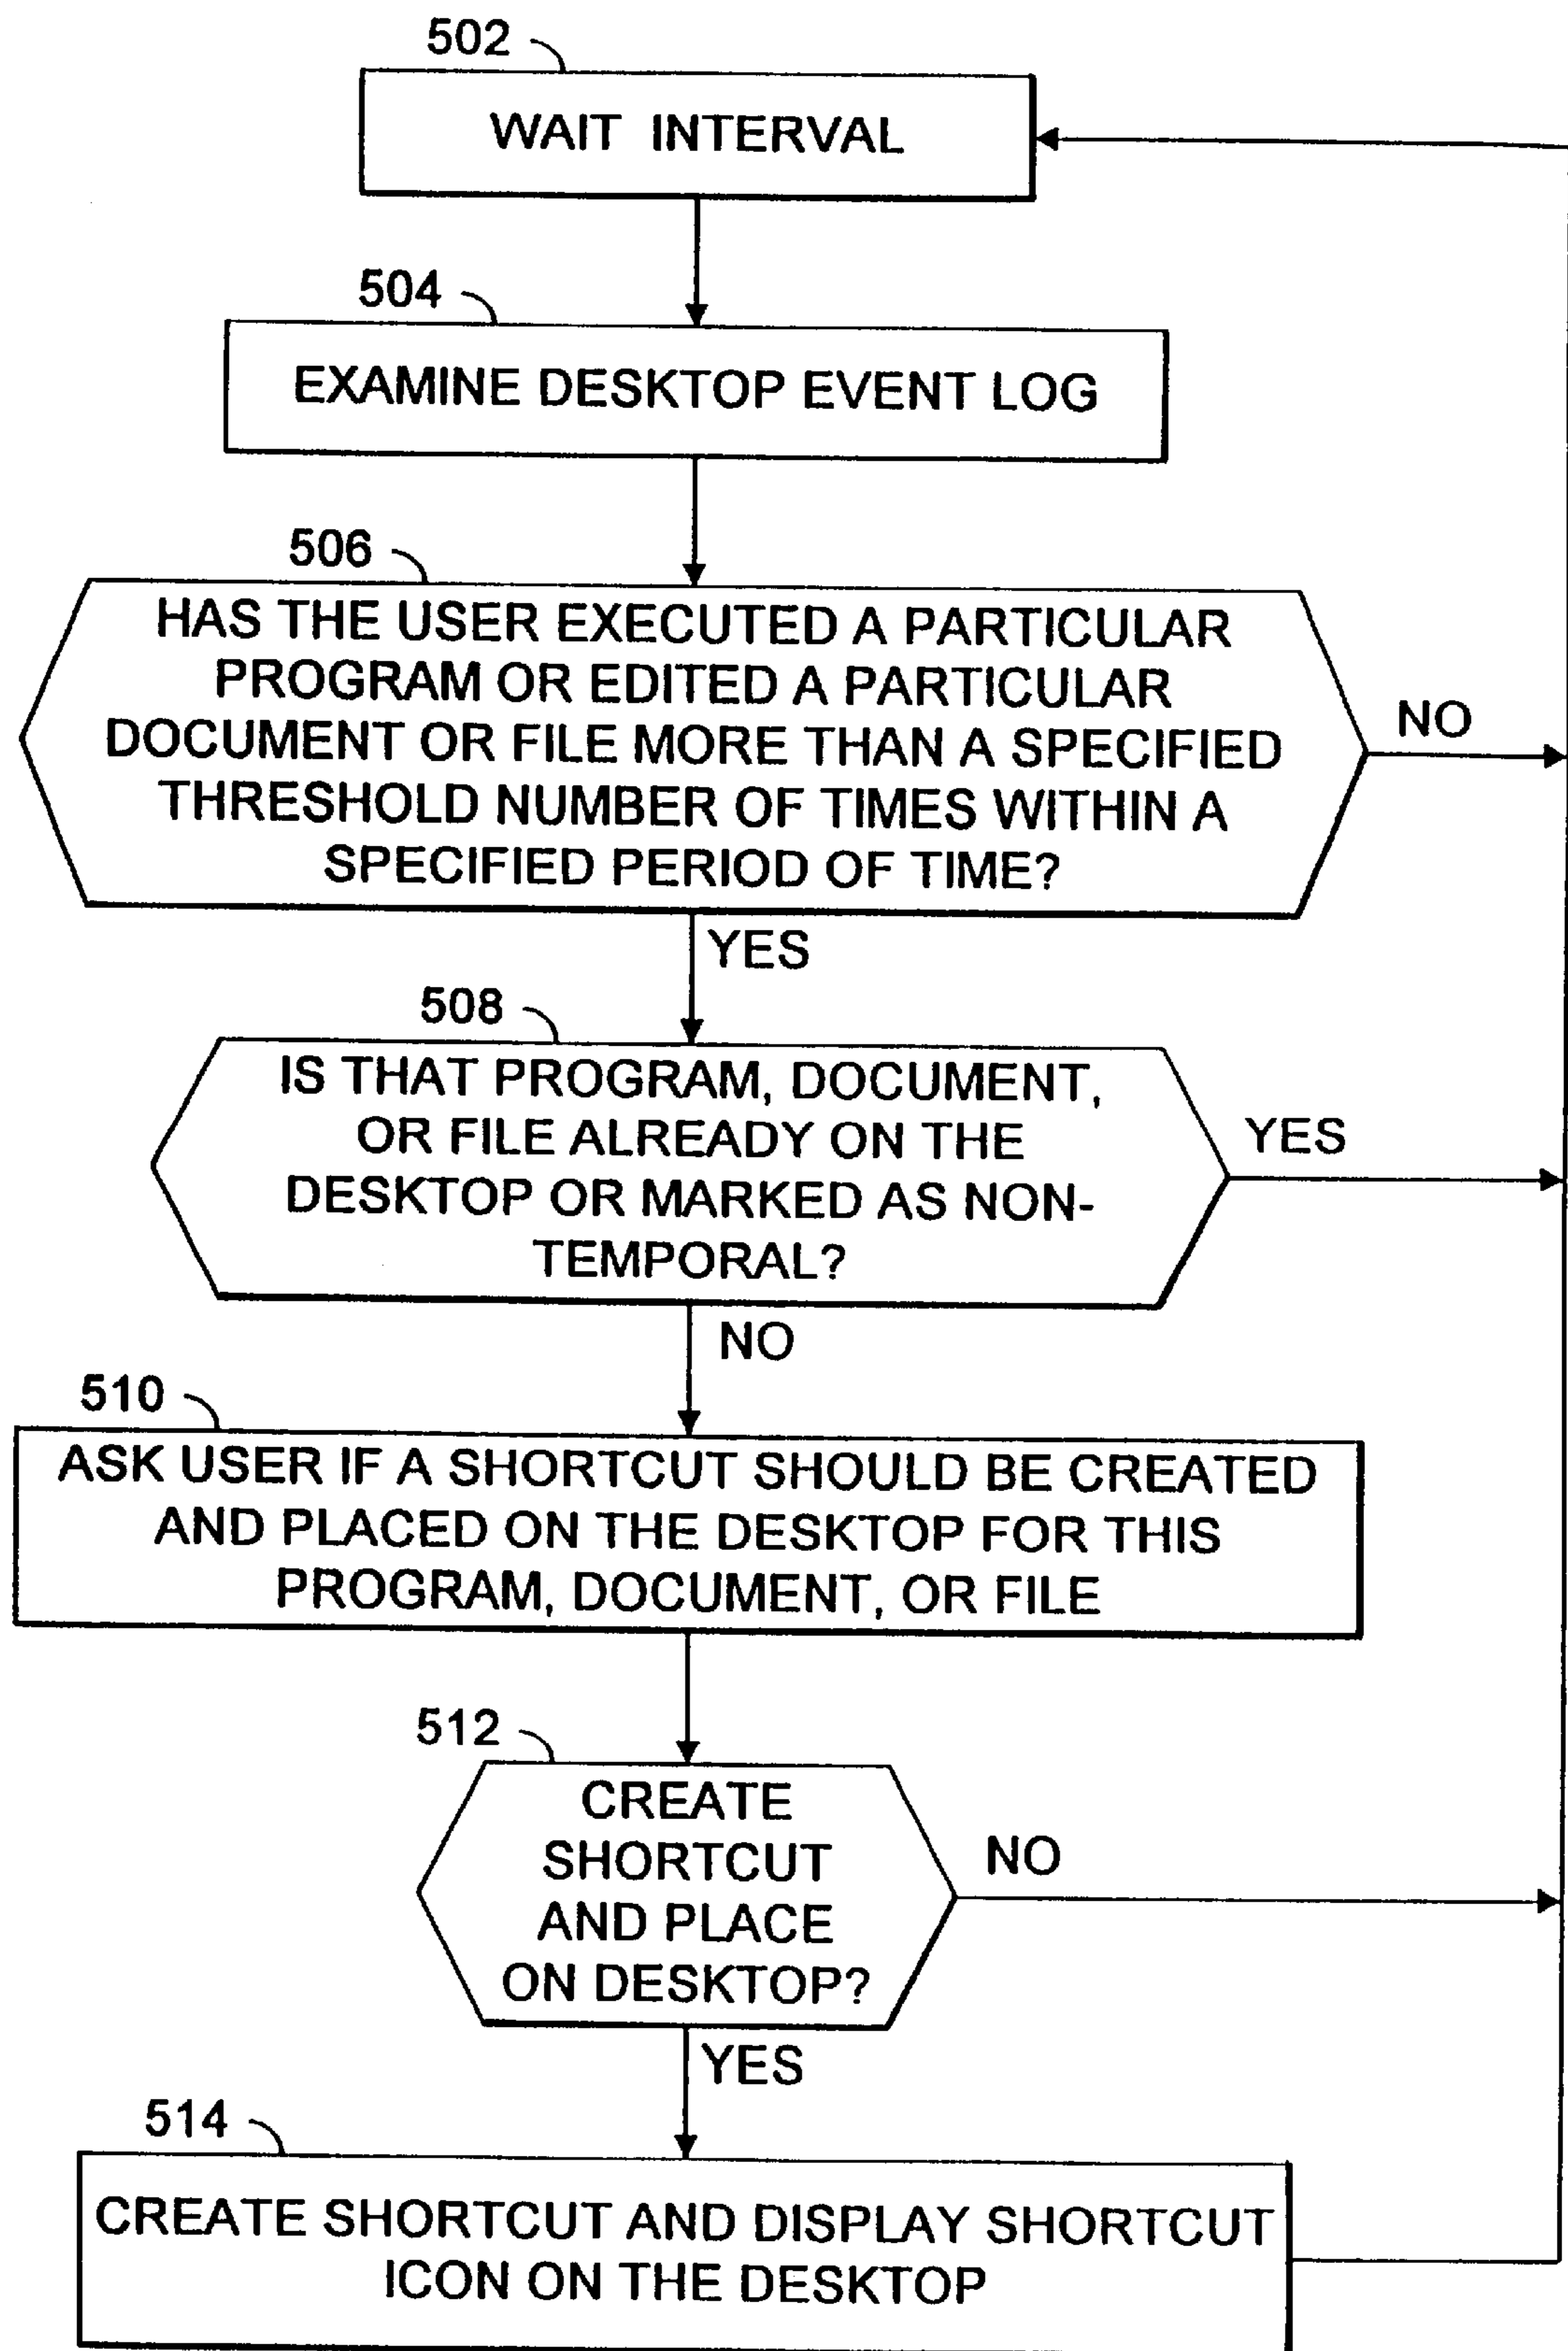 502
WAIT INTERVAL
504
EXAMINE DESKTOP EVENT LOG
506
HAS THE USER EXECUTED A PARTICULAR
PROGRAM OR EDITED A PARTICULAR
DOCUMENT OR FILE MORE THAN A SPECIFIED
THRESHOLD NUMBER OF TIMES WITHIN A
SPECIFIED PERIOD OF TIME?
NO
YES
508
IS THAT PROGRAM, DOCUMENT,
OR FILE ALREADY ON THE
DESKTOP OR MARKED AS NON-
TEMPORAL?
YES
NO
510
ASK USER IF A SHORTCUT SHOULD BE CREATED
AND PLACED ON THE DESKTOP FOR THIS
PROGRAM, DOCUMENT, OR FILE
512
CREATE
SHORTCUT
AND PLACE
ON DESKTOP?
NO
YES
514
CREATE SHORTCUT AND DISPLAY SHORTCUT
ICON ON THE DESKTOP